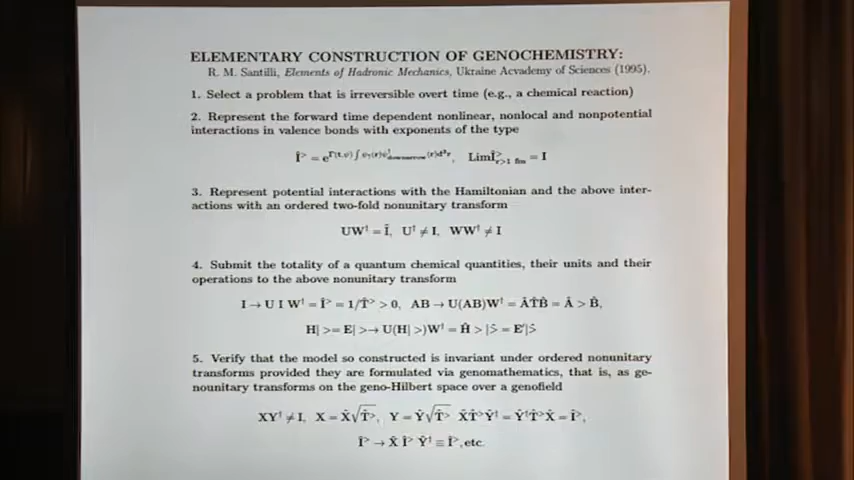 ELEMENTARY CONSTRUCTION OF GENOCHEMISTRY:
R. M. Santilli, Elements of Hadronic Mechanics, Ukraine Acvademy of Sciences (1995).
1. Select a problem that is irreversible overt time (e.g., a chemical reaction)
2. Represent the forward time dependent nonlinear, nonlocal and nonpotential
interactions in valence bonds with exponents of the type
Î^> = e^Γ(t,ψ) ∫ ψ↑(r)ψ†downarrow(r)d³r, LimÎ^>_r>1 fm = I
3. Represent potential interactions with the Hamiltonian and the above inter-
actions with an ordered two-fold nonunitary transform
UW† = Î, U† ≠ I, WW† ≠ I
4. Submit the totality of a quantum chemical quantities, their units and their
operations to the above nonunitary transform
I → U I W† = Î^> = 1/T̂^> > 0, AB → U(AB)W† = ÂT̂B̂ = Â > B̂,
H| >= E| >→ U(H| >)W† = Ĥ > |Ŝ = E'|Ŝ
5. Verify that the model so constructed is invariant under ordered nonunitary
transforms provided they are formulated via genomathematics, that is, as ge-
nounitary transforms on the geno-Hilbert space over a genofield
XY† ≠ I, X = X̂√T̂^>, Y = Ŷ√T̂^> X̂T̂^>Ŷ† = Ŷ†T̂^>X̂ = Î^>,
Î^> → X̂ Î^> Ŷ† ≡ Î^>, etc.